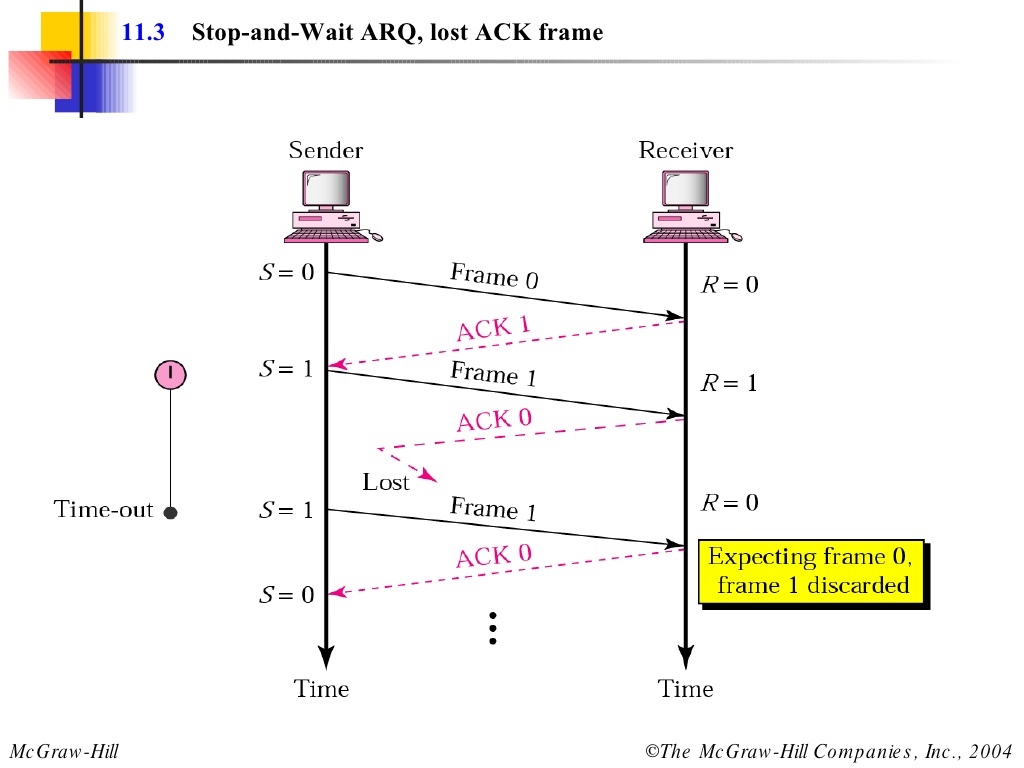 11.3 Stop-and-Wait ARQ, lost ACK frame
Sender
Receiver
S = 0
Frame 0
R = 0
ACK 1
S = 1
Frame 1
R = 1
ACK 0
Lost
Time-out
S = 1
Frame 1
R = 0
ACK 0
Expecting frame 0,
frame 1 discarded
S = 0
Time
Time
McGraw-Hill
©The McGraw-Hill Companies, Inc., 2004